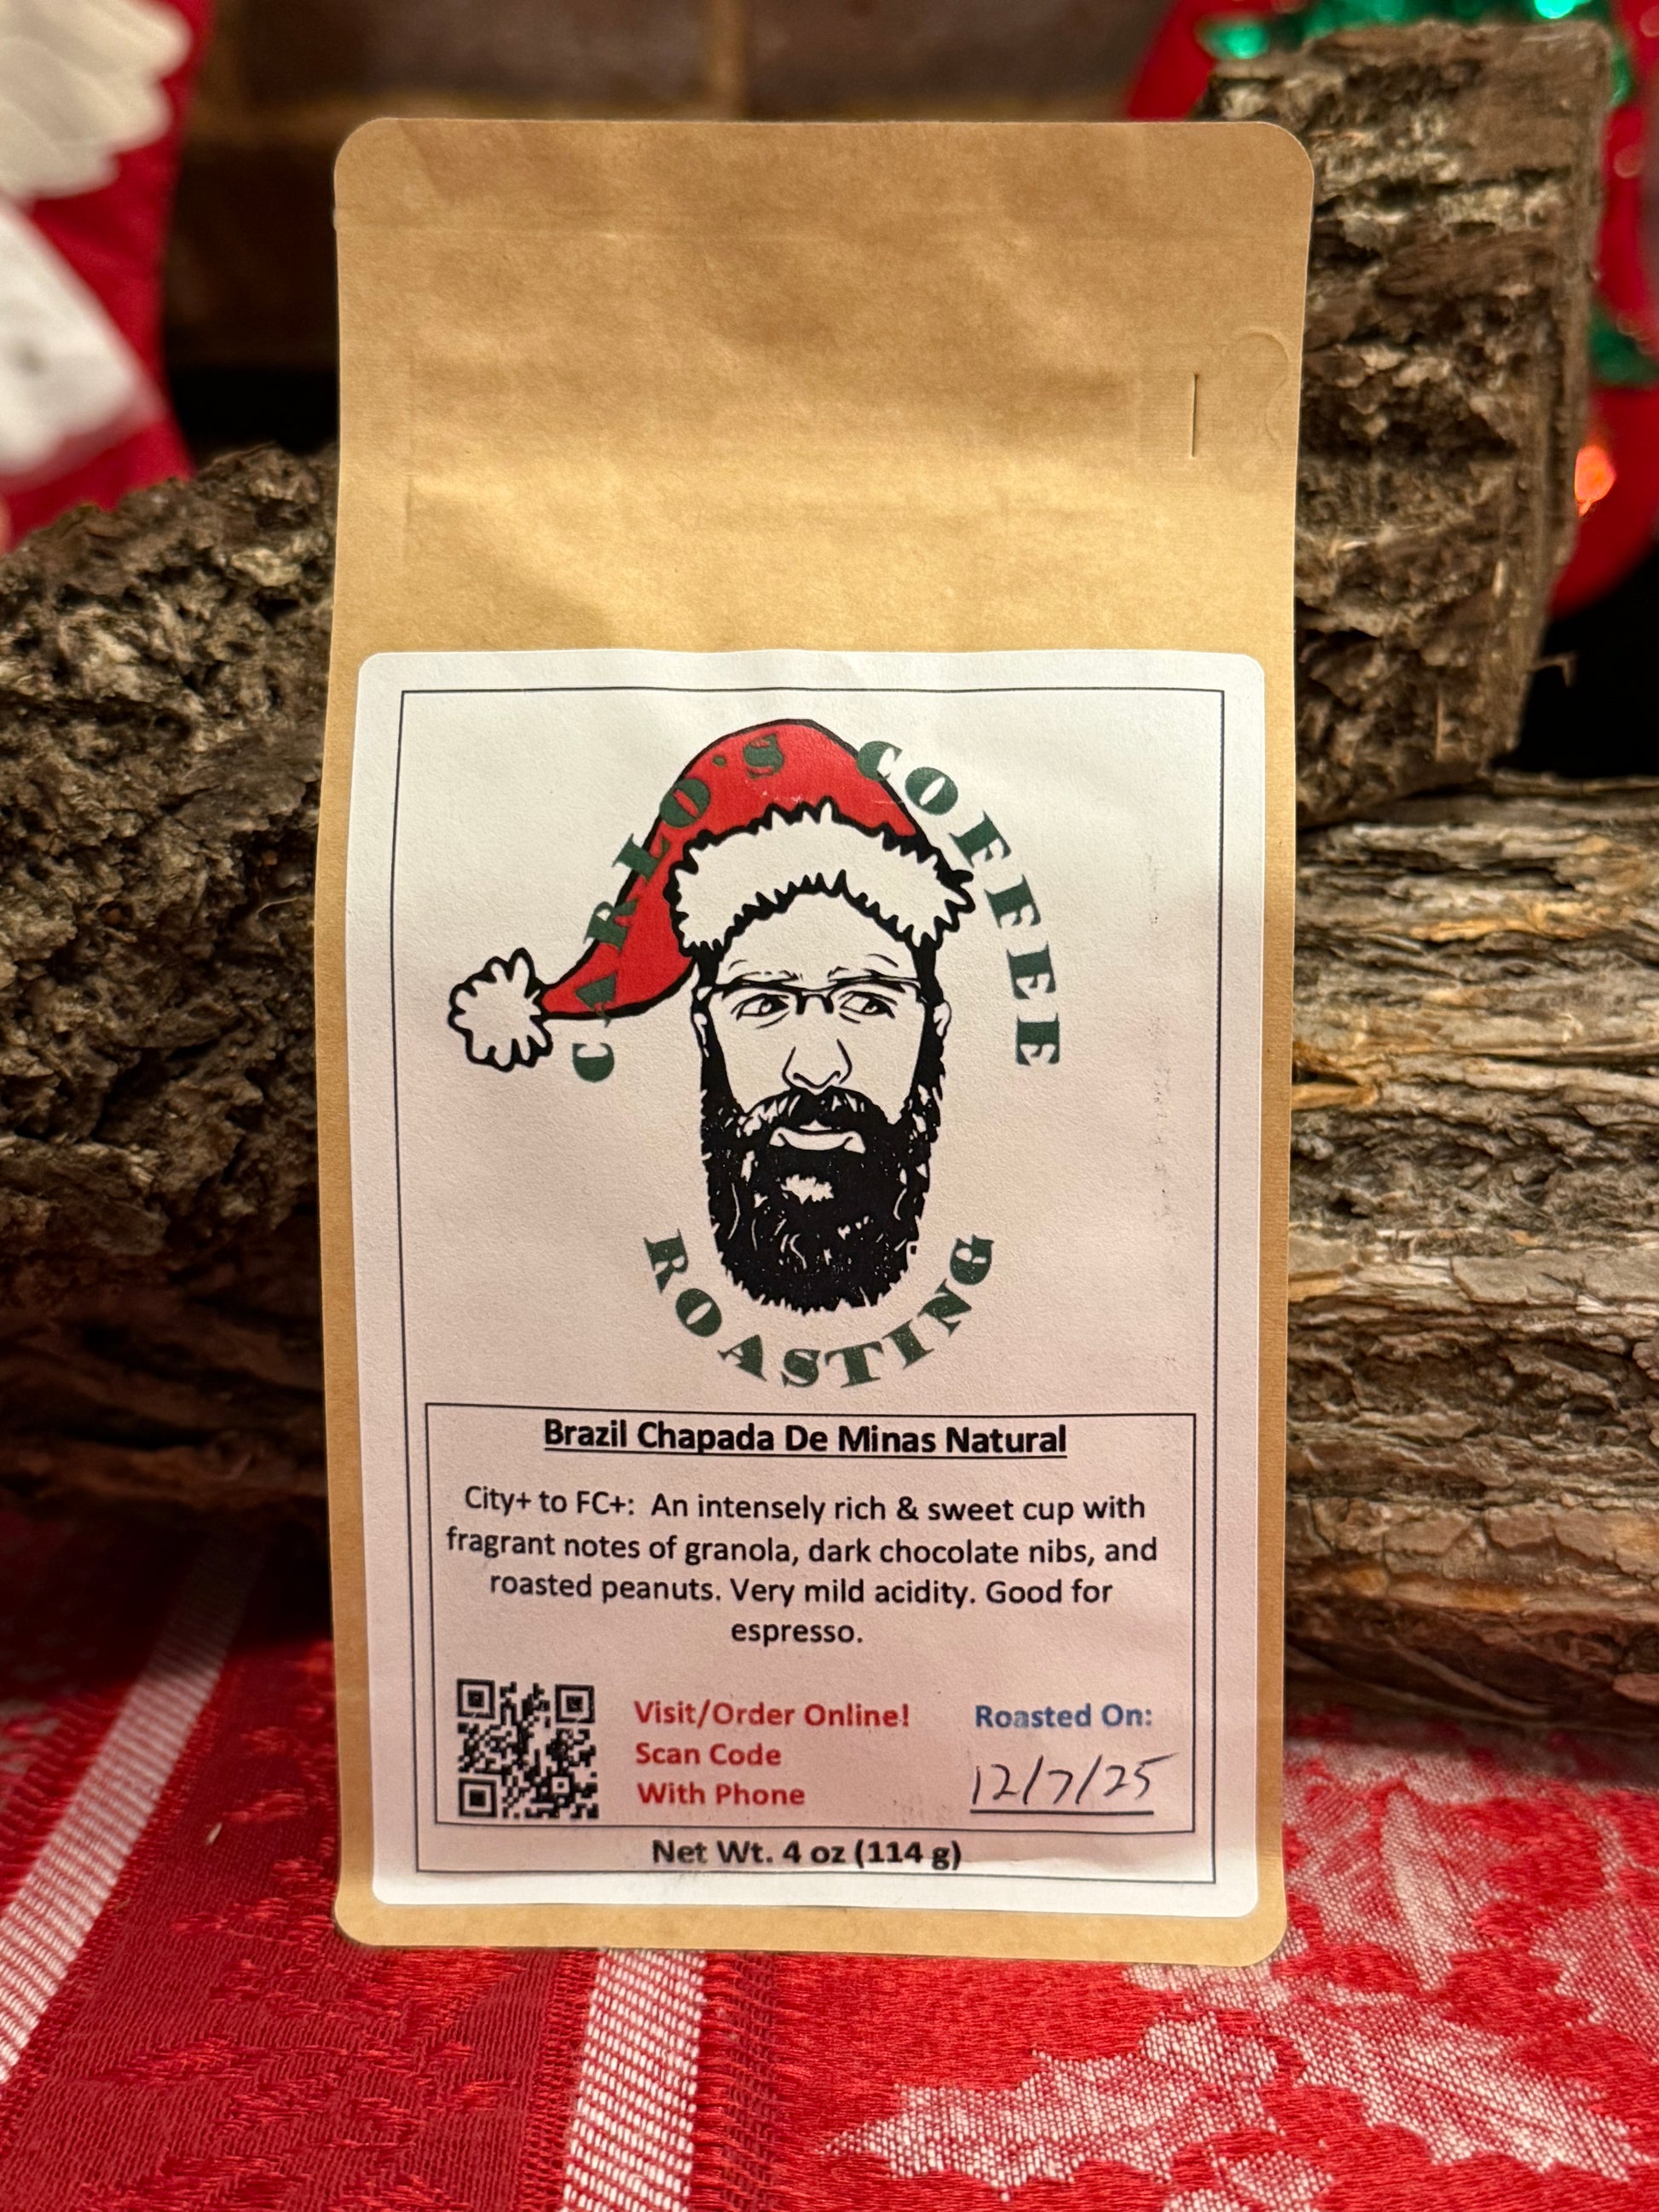 CARLO'S COFFEE
ROASTING
Brazil Chapada De Minas Natural
City+ to FC+: An intensely rich & sweet cup with
fragrant notes of granola, dark chocolate nibs, and
roasted peanuts. Very mild acidity. Good for
espresso.
Visit/Order Online!
Scan Code
With Phone
Roasted On:
12/7/25
Net Wt. 4 oz (114 g)